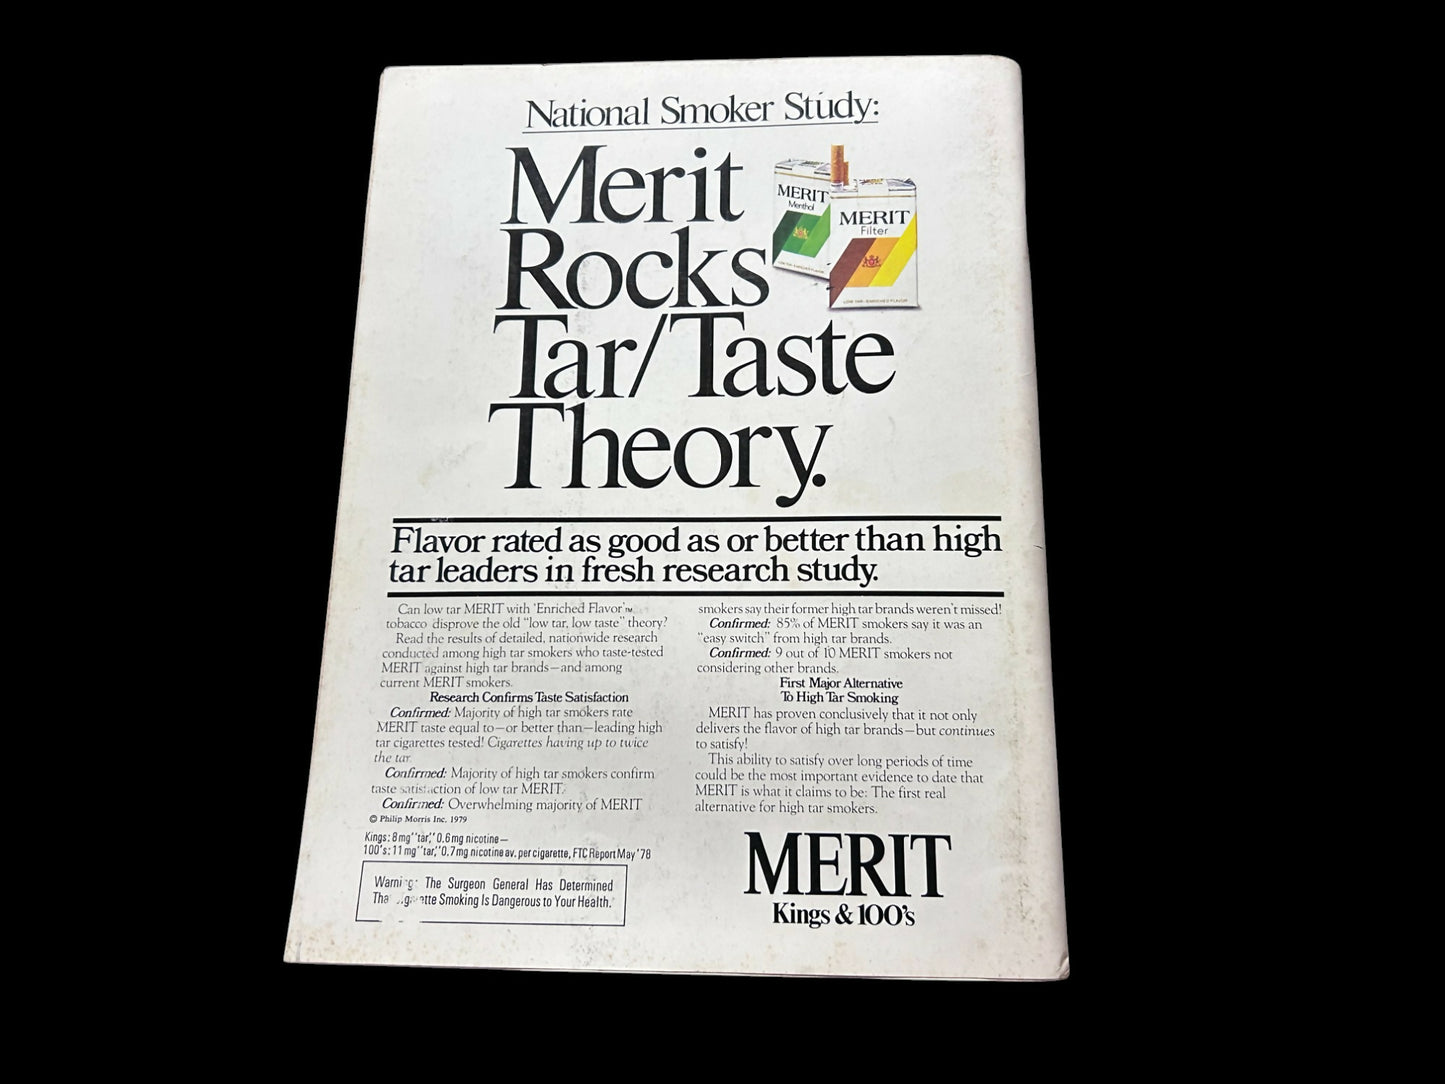 National Smoker Study:
Merit
Rocks
Tar/Taste
Theory.
MERIT
Menthol
LOW TAR-ENRICHED FLAVOR
MERIT
Filter
LOW TAR-ENRICHED FLAVOR
Flavor rated as good as or better than high
tar leaders in fresh research study.
Can low tar MERIT with 'Enriched Flavor'™
tobacco disprove the old "low tar, low taste" theory?
Read the results of detailed, nationwide research
conducted among high tar smokers who taste-tested
MERIT against high tar brands—and among
current MERIT smokers.
Research Confirms Taste Satisfaction
Confirmed: Majority of high tar smokers rate
MERIT taste equal to—or better than—leading high
tar cigarettes tested! Cigarettes having up to twice
the tar.
Confirmed: Majority of high tar smokers confirm
taste satisfaction of low tar MERIT.
Confirmed: Overwhelming majority of MERIT
© Philip Morris Inc. 1979
smokers say their former high tar brands weren't missed!
Confirmed: 85% of MERIT smokers say it was an
"easy switch" from high tar brands.
Confirmed: 9 out of 10 MERIT smokers not
considering other brands.
First Major Alternative
To High Tar Smoking
MERIT has proven conclusively that it not only
delivers the flavor of high tar brands—but continues
to satisfy!
This ability to satisfy over long periods of time
could be the most important evidence to date that
MERIT is what it claims to be: The first real
alternative for high tar smokers.
Kings: 8 mg "tar," 0.6 mg nicotine—
100's: 11 mg "tar," 0.7 mg nicotine av. per cigarette, FTC Report May '78
Warning: The Surgeon General Has Determined
That Cigarette Smoking Is Dangerous to Your Health.
MERIT
Kings & 100's